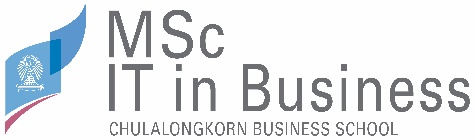 MSc
IT in Business
CHULALONGKORN BUSINESS SCHOOL